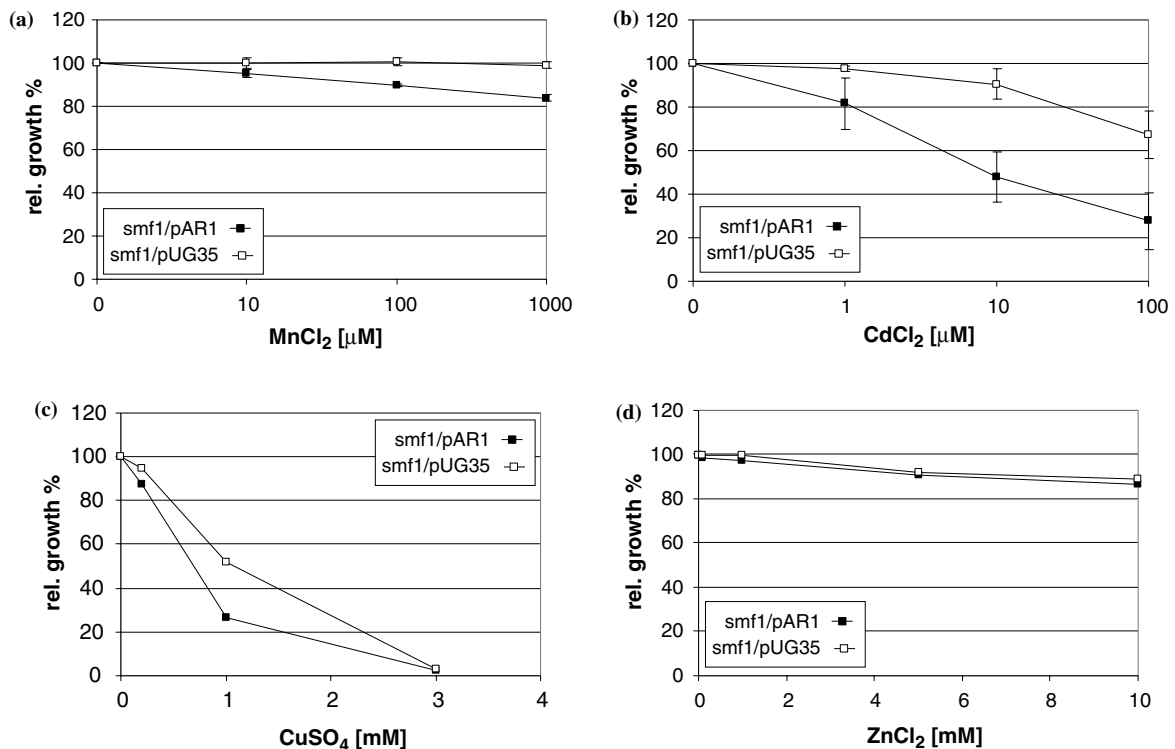 (a)
120
100
80
60
40
20
0
rel. growth %
smf1/pAR1
smf1/pUG35
0 10 100 1000
MnCl2 [μM]
(b)
120
100
80
60
40
20
0
rel. growth %
smf1/pAR1
smf1/pUG35
0 1 10 100
CdCl2 [μM]
(c)
120
100
80
60
40
20
0
rel. growth %
smf1/pAR1
smf1/pUG35
0 1 2 3 4
CuSO4 [mM]
(d)
120
100
80
60
40
20
0
rel. growth %
smf1/pAR1
smf1/pUG35
0 2 4 6 8 10
ZnCl2 [mM]